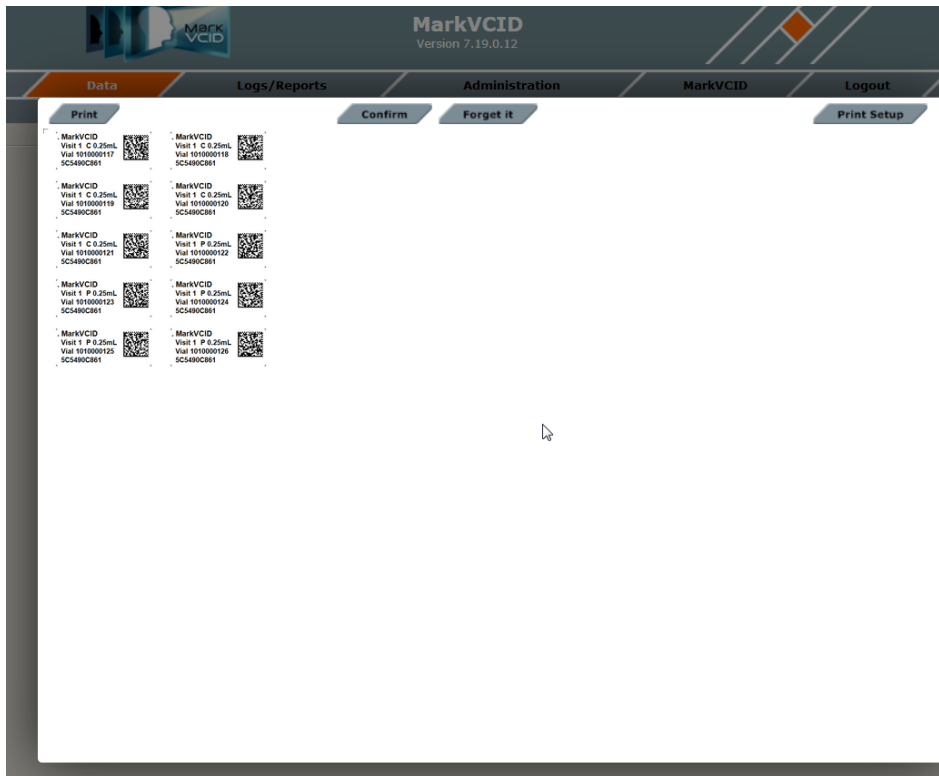 Mark
VCID
MarkVCID
Version 7.19.0.12
Data Logs/Reports Administration MarkVCID Logout
Print Confirm Forget it Print Setup
MarkVCID
Visit 1 C 0.25mL
Vial 1010000117
5C5490C861
MarkVCID
Visit 1 C 0.25mL
Vial 1010000118
5C5490C861
MarkVCID
Visit 1 C 0.25mL
Vial 1010000119
5C5490C861
MarkVCID
Visit 1 C 0.25mL
Vial 1010000120
5C5490C861
MarkVCID
Visit 1 C 0.25mL
Vial 1010000121
5C5490C861
MarkVCID
Visit 1 P 0.25mL
Vial 1010000122
5C5490C861
MarkVCID
Visit 1 P 0.25mL
Vial 1010000123
5C5490C861
MarkVCID
Visit 1 P 0.25mL
Vial 1010000124
5C5490C861
MarkVCID
Visit 1 P 0.25mL
Vial 1010000125
5C5490C861
MarkVCID
Visit 1 P 0.25mL
Vial 1010000126
5C5490C861